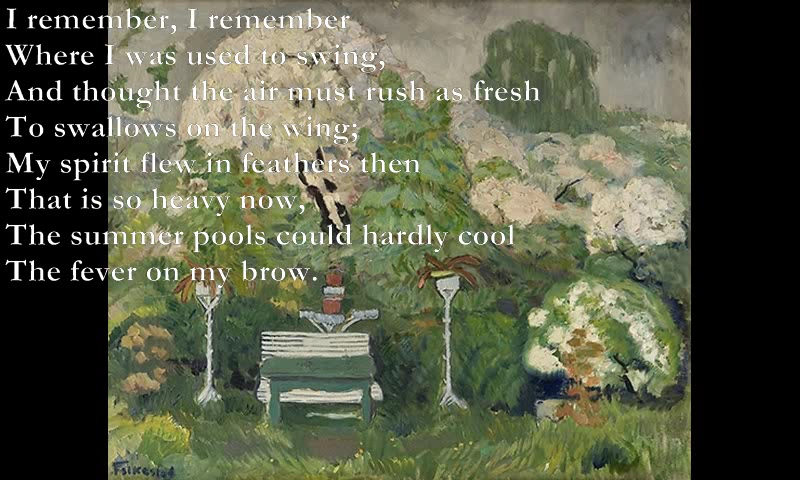 I remember, I remember
Where I was used to swing,
And thought the air must rush as fresh
To swallows on the wing;
My spirit flew in feathers then
That is so heavy now,
The summer pools could hardly cool
The fever on my brow.